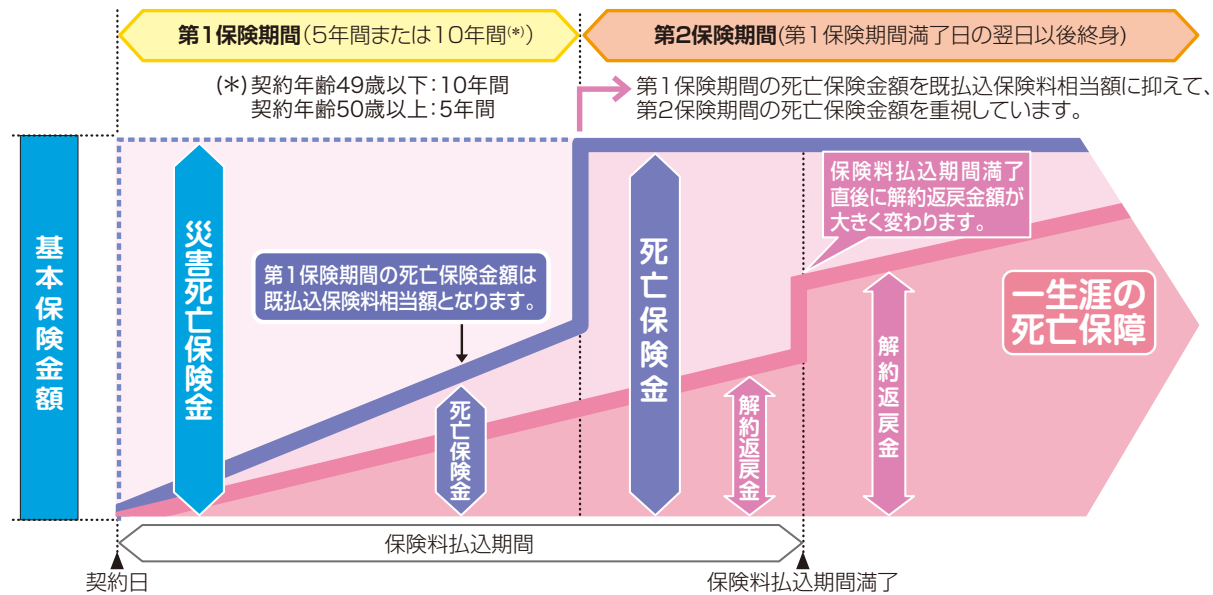 第1保険期間(5年間または10年間(*))
第2保険期間(第1保険期間満了日の翌日以後終身)
(*)契約年齢49歳以下:10年間
契約年齢50歳以上:5年間
第1保険期間の死亡保険金額を既払込保険料相当額に抑えて、
第2保険期間の死亡保険金額を重視しています。
基本保険金額
災害死亡保険金
第1保険期間の死亡保険金額は
既払込保険料相当額となります。
死亡保険金
死亡保険金
保険料払込期間満了
直後に解約返戻金額が
大きく変わります。
解約返戻金
解約返戻金
一生涯の
死亡保障
保険料払込期間
契約日
保険料払込期間満了